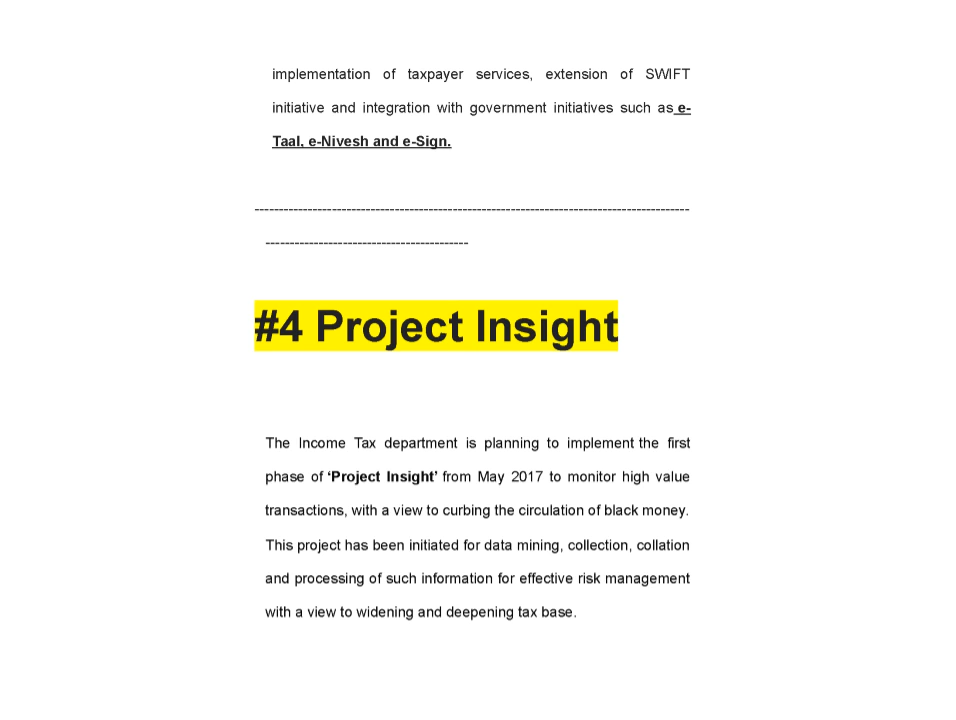 implementation of taxpayer services, extension of SWIFT
initiative and integration with government initiatives such as e-
Taal, e-Nivesh and e-Sign.
------------------------------------------------------------------------------------------
------------------------------------------
#4 Project Insight
The Income Tax department is planning to implement the first
phase of ‘Project Insight’ from May 2017 to monitor high value
transactions, with a view to curbing the circulation of black money.
This project has been initiated for data mining, collection, collation
and processing of such information for effective risk management
with a view to widening and deepening tax base.